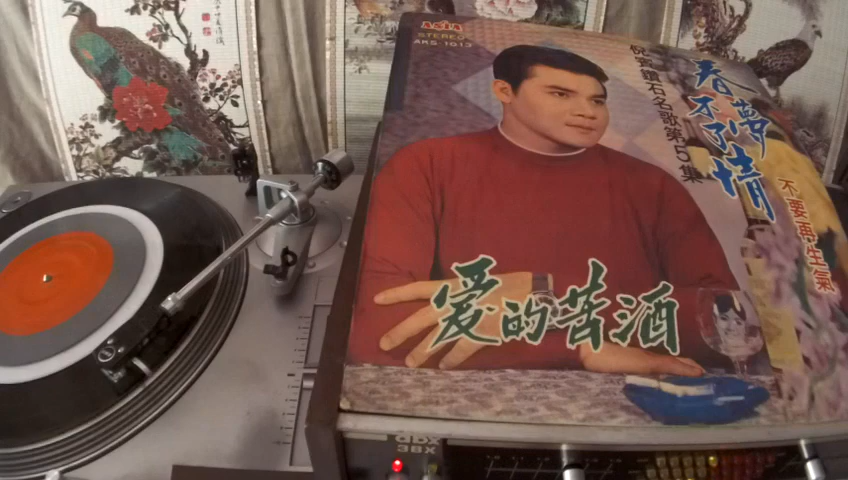 STEREO
AKS-1013
倪賓鑽石名歌第5集
春夢
不了情
不要再生氣
愛的苦酒
dbx
3BX